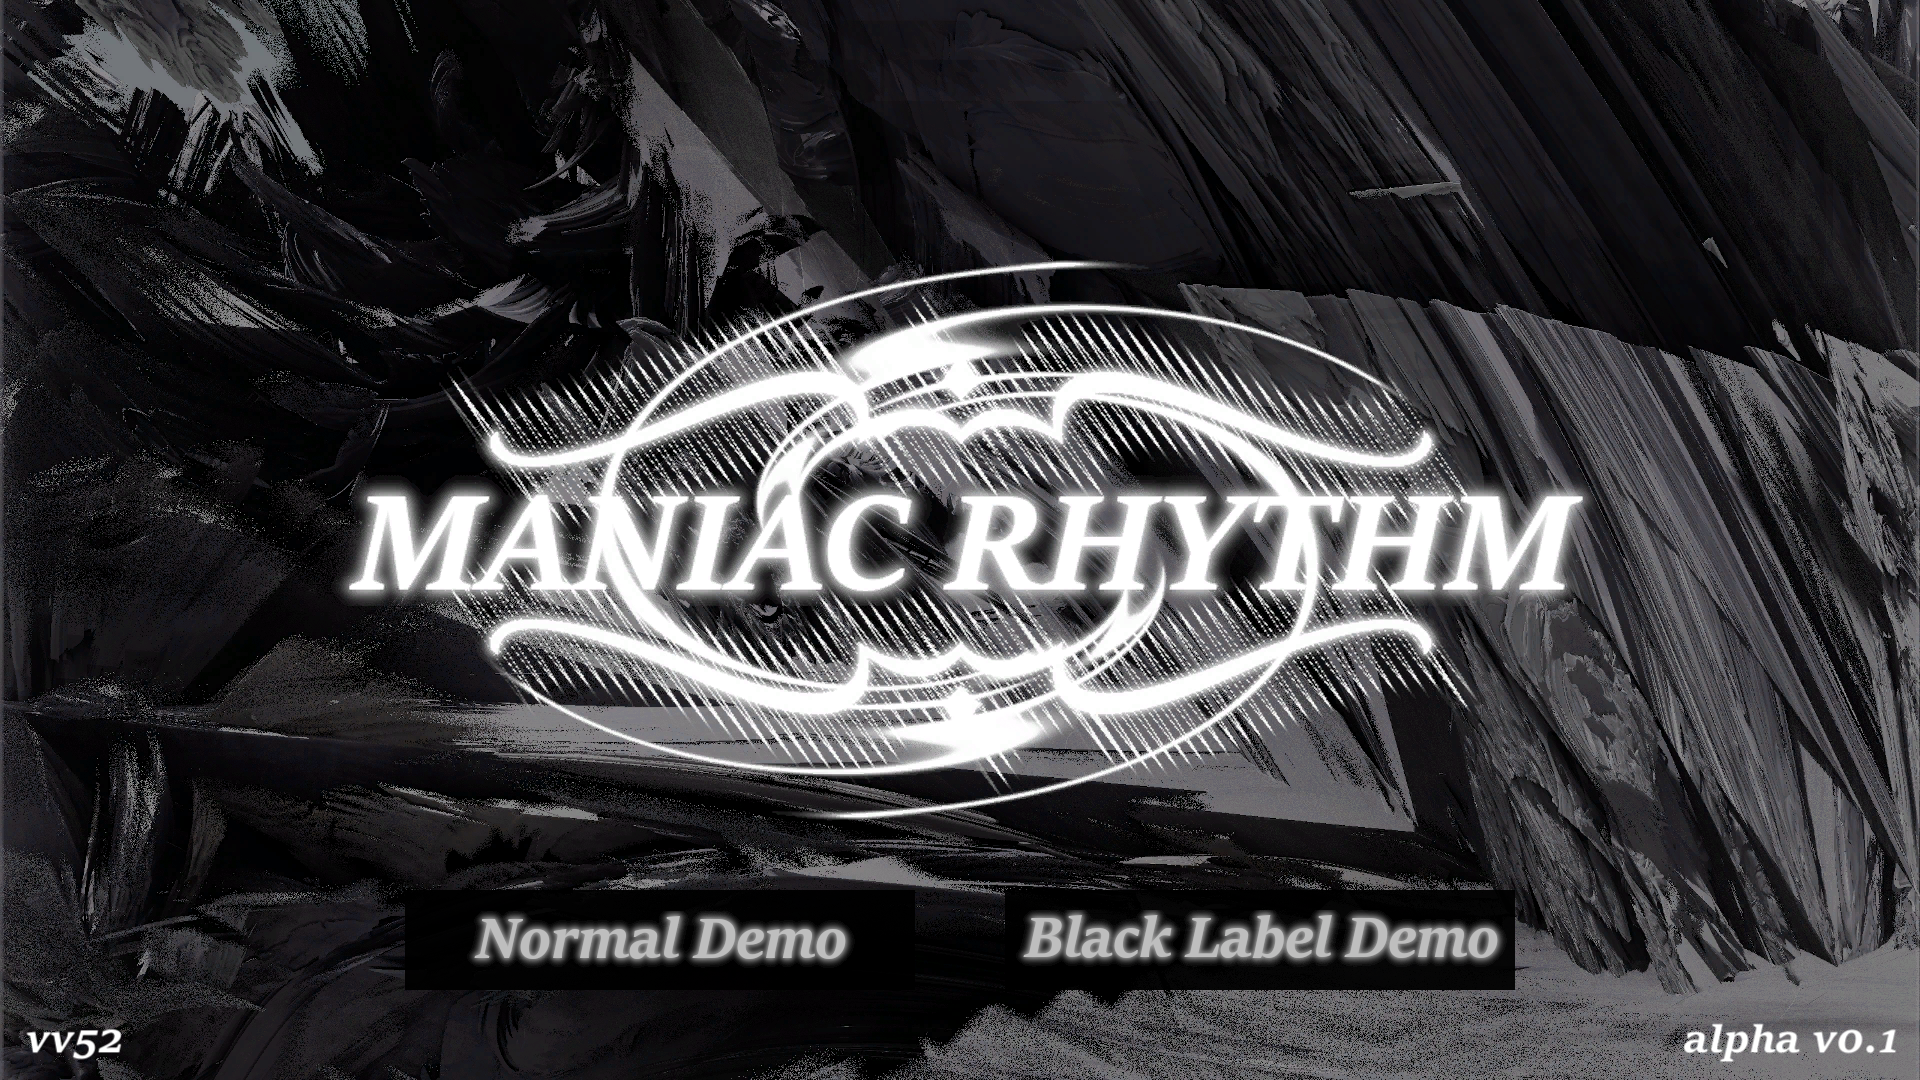 MANIAC RHYTHM
Normal Demo
Black Label Demo
vv52
alpha v0.1